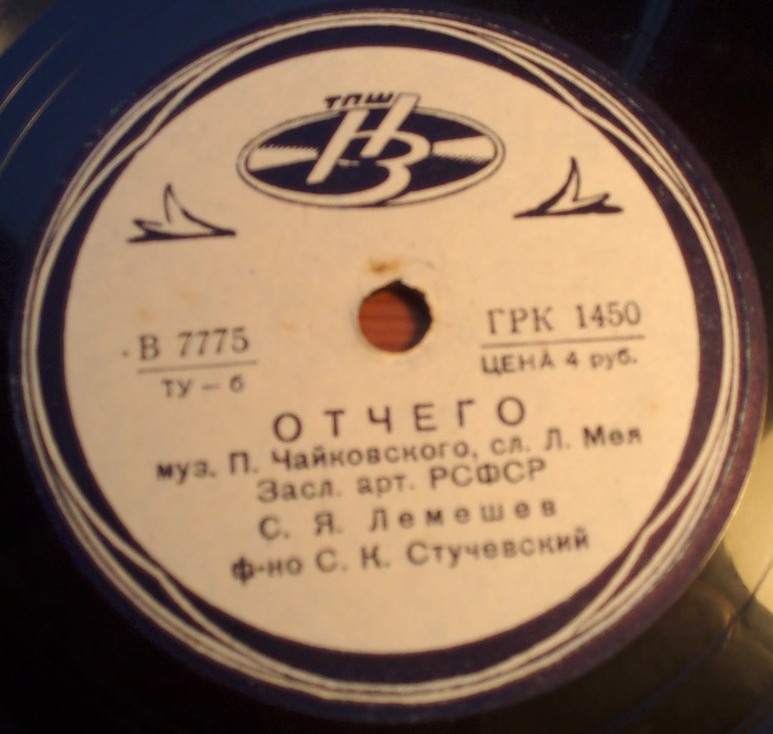 ТПШ
НЗ
В 7775
ТУ — б
ГРК 1450
ЦЕНА 4 руб.
ОТЧЕГО
муз. П. Чайковского, сл. Л. Мея
Засл. арт. РСФСР
С. Я. Лемешев
ф-но С. К. Стучевский